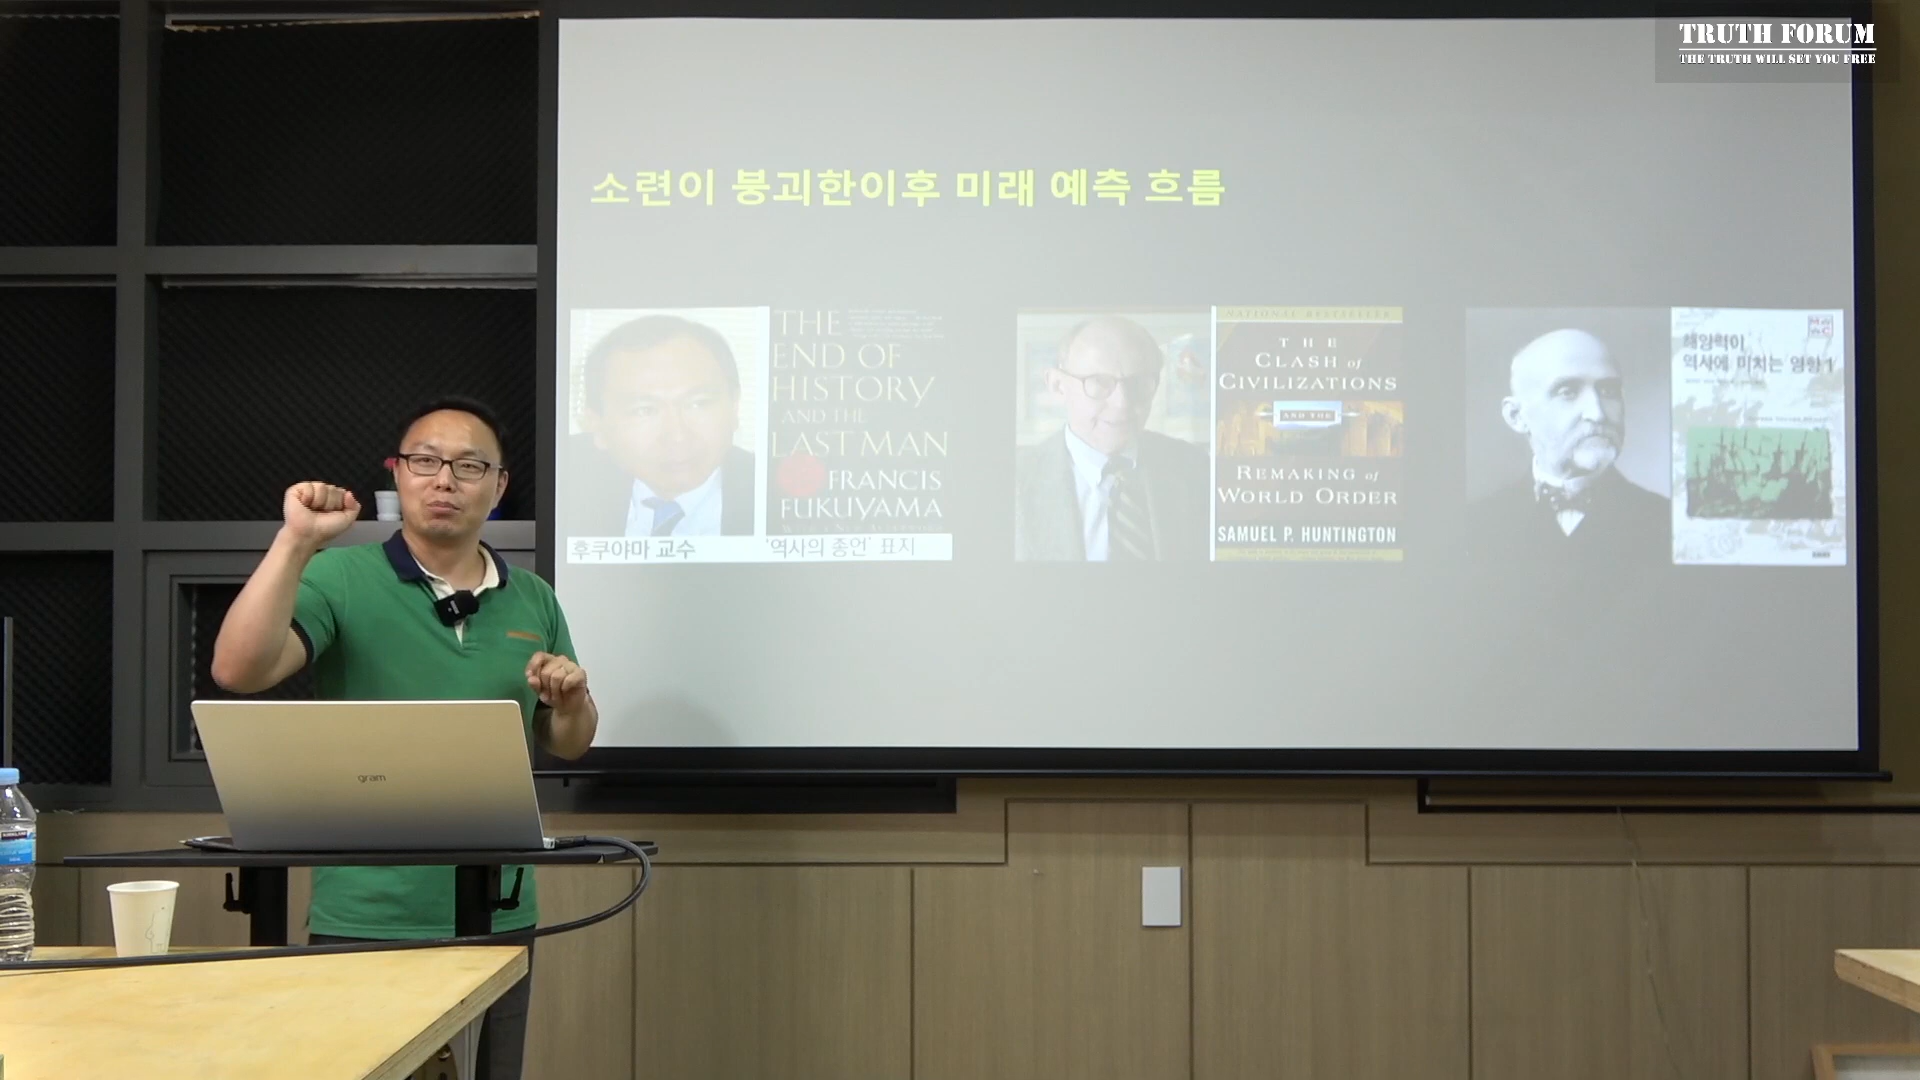 TRUTH FORUM
THE TRUTH WILL SET YOU FREE
소련이 붕괴한이후 미래 예측 흐름
THE
END OF
HISTORY
AND THE
LAST MAN
FRANCIS
FUKUYAMA
후쿠야마 교수
'역사의 종언' 표지
NATIONAL BESTSELLER
THE
CLASH of
CIVILIZATIONS
AND THE
REMAKING of
WORLD ORDER
SAMUEL P. HUNTINGTON
해양력이
역사에 미치는 영향 1
gram